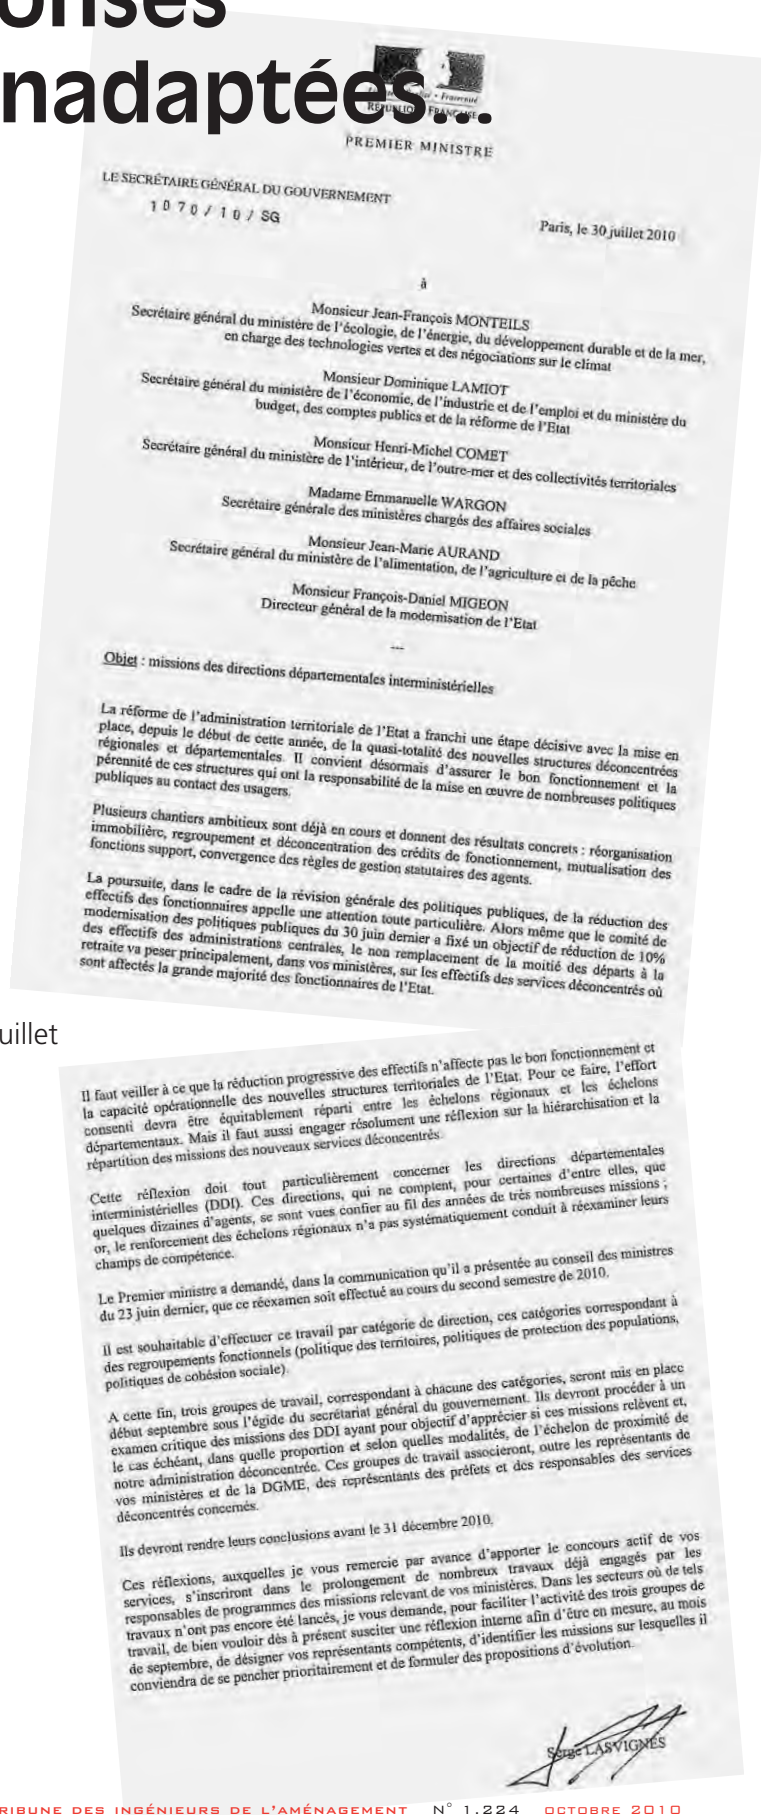 onses
nadaptées...
RÉPUBLIQUE FRANÇAISE
PREMIER MINISTRE
LE SECRÉTAIRE GÉNÉRAL DU GOUVERNEMENT
1070/10/SG
Paris, le 30 juillet 2010
à
Monsieur Jean-François MONTEILS
Secrétaire général du ministère de l'écologie, de l'énergie, du développement durable et de la mer,
en charge des technologies vertes et des négociations sur le climat
Monsieur Dominique LAMIOT
Secrétaire général du ministère de l'économie, de l'industrie et de l'emploi et du ministère du
budget, des comptes publics et de la réforme de l'Etat
Monsieur Henri-Michel COMET
Secrétaire général du ministère de l'intérieur, de l'outre-mer et des collectivités territoriales
Madame Emmanuelle WARGON
Secrétaire générale des ministères chargés des affaires sociales
Monsieur Jean-Marie AURAND
Secrétaire général du ministère de l'alimentation, de l'agriculture et de la pêche
Monsieur François-Daniel MIGEON
Directeur général de la modernisation de l'Etat
---
Objet : missions des directions départementales interministérielles
La réforme de l'administration territoriale de l'Etat a franchi une étape décisive avec la mise en
place, depuis le début de cette année, de la quasi-totalité des nouvelles structures déconcentrées
régionales et départementales. Il convient désormais d'assurer le bon fonctionnement et la
pérennité de ces structures qui ont la responsabilité de la mise en œuvre de nombreuses politiques
publiques au contact des usagers.
Plusieurs chantiers ambitieux sont déjà en cours et donnent des résultats concrets : réorganisation
immobilière, regroupement et déconcentration des crédits de fonctionnement, mutualisation des
fonctions support, convergence des règles de gestion statutaires des agents.
La poursuite, dans le cadre de la révision générale des politiques publiques, de la réduction des
effectifs des fonctionnaires appelle une attention toute particulière. Alors même que le comité de
modernisation des politiques publiques du 30 juin dernier a fixé un objectif de réduction de 10%
des effectifs des administrations centrales, le non remplacement de la moitié des départs à la
retraite va peser principalement, dans vos ministères, sur les effectifs des services déconcentrés où
sont affectés la grande majorité des fonctionnaires de l'Etat.
uillet
Il faut veiller à ce que la réduction progressive des effectifs n'affecte pas le bon fonctionnement et
la capacité opérationnelle des nouvelles structures territoriales de l'Etat. Pour ce faire, l'effort
consenti devra être équitablement réparti entre les échelons régionaux et les échelons
départementaux. Mais il faut aussi engager résolument une réflexion sur la hiérarchisation et la
répartition des missions des nouveaux services déconcentrés.
Cette réflexion doit tout particulièrement concerner les directions départementales
interministérielles (DDI). Ces directions, qui ne comptent, pour certaines d'entre elles, que
quelques dizaines d'agents, se sont vues confier au fil des années de très nombreuses missions ;
or, le renforcement des échelons régionaux n'a pas systématiquement conduit à réexaminer leurs
champs de compétence.
Le Premier ministre a demandé, dans la communication qu'il a présentée au conseil des ministres
du 23 juin dernier, que ce réexamen soit effectué au cours du second semestre de 2010.
Il est souhaitable d'effectuer ce travail par catégorie de direction, ces catégories correspondant à
des regroupements fonctionnels (politique des territoires, politiques de protection des populations,
politiques de cohésion sociale).
A cette fin, trois groupes de travail, correspondant à chacune des catégories, seront mis en place
début septembre sous l'égide du secrétariat général du gouvernement. Ils devront procéder à un
examen critique des missions des DDI ayant pour objectif d'apprécier si ces missions relèvent et,
le cas échéant, dans quelle proportion et selon quelles modalités, de l'échelon de proximité de
notre administration déconcentrée. Ces groupes de travail associeront, outre les représentants de
vos ministères et de la DGME, des représentants des préfets et des responsables des services
déconcentrés concernés.
Ils devront rendre leurs conclusions avant le 31 décembre 2010.
Ces réflexions, auxquelles je vous remercie par avance d'apporter le concours actif de vos
services, s'inscriront dans le prolongement de nombreux travaux déjà engagés par les
responsables de programmes des missions relevant de vos ministères. Dans les secteurs où de tels
travaux n'ont pas encore été lancés, je vous demande, pour faciliter l'activité des trois groupes de
travail, de bien vouloir dès à présent susciter une réflexion interne afin d'être en mesure, au mois
de septembre, de désigner vos représentants compétents, d'identifier les missions sur lesquelles il
conviendra de se pencher prioritairement et de formuler des propositions d'évolution.
Serge LASVIGNES
RIBUNE DES INGÉNIEURS DE L'AMÉNAGEMENT N° 1.224 OCTOBRE 2010